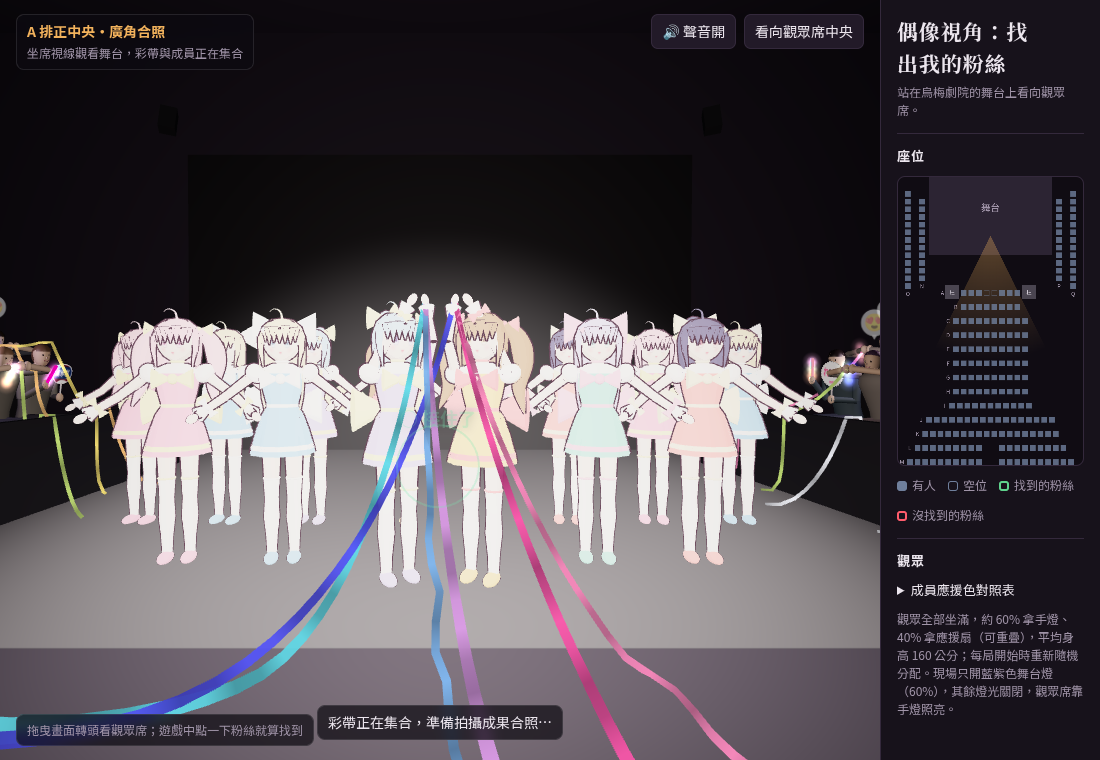 A 排正中央・廣角合照
坐席視線觀看舞台，彩帶與成員正在集合
🔊 聲音開
看向觀眾席中央
偶像視角：找
出我的粉絲
站在烏梅劇院的舞台上看向觀眾
席。
座位
舞台
有人
空位
找到的粉絲
沒找到的粉絲
觀眾
▶ 成員應援色對照表
觀眾全部坐滿，約 60% 拿手燈、
40% 拿應援扇（可重疊），平均身
高 160 公分；每局開始時重新隨機
分配。現場只開藍紫色舞台燈
（60%），其餘燈光關閉，觀眾席靠
手燈照亮。
拖曳畫面轉頭看觀眾席；遊戲中點一下粉絲就算找到
彩帶正在集合，準備拍攝成果合照⋯